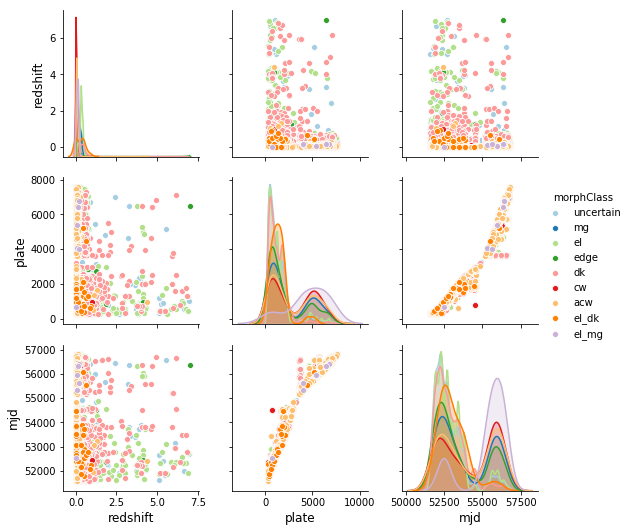 6
4
2
0
redshift
8000
6000
4000
2000
0
plate
57000
56000
55000
54000
53000
52000
mjd
0.0 2.5 5.0 7.5
redshift
0 5000 10000
plate
50000 52500 55000 57500
mjd
morphClass
uncertain
mg
el
edge
dk
cw
acw
el_dk
el_mg